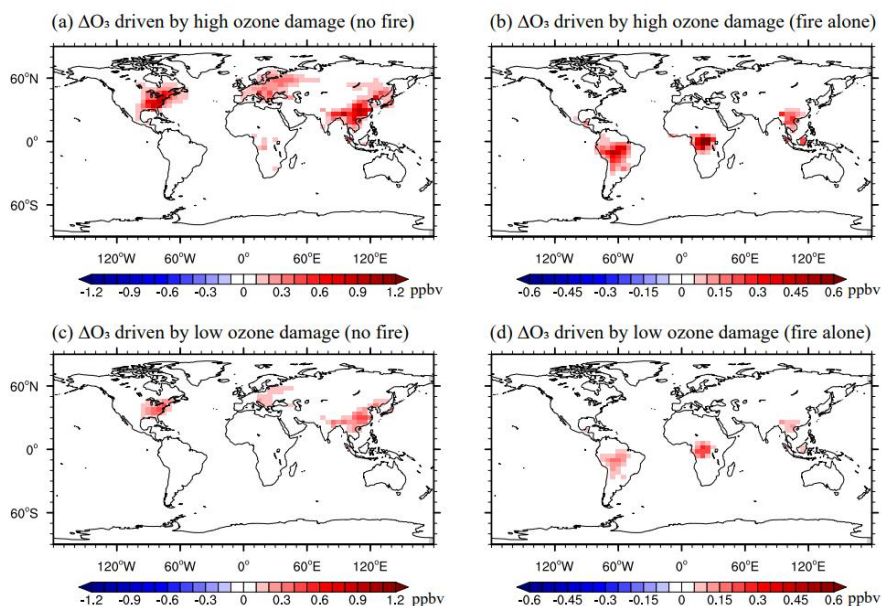 (a) ΔO₃ driven by high ozone damage (no fire)
(b) ΔO₃ driven by high ozone damage (fire alone)
60°N
0°
60°S
60°N
0°
60°S
120°W 60°W 0° 60°E 120°E
120°W 60°W 0° 60°E 120°E
-1.2 -0.9 -0.6 -0.3 0 0.3 0.6 0.9 1.2 ppbv
-0.6 -0.45 -0.3 -0.15 0 0.15 0.3 0.45 0.6 ppbv
(c) ΔO₃ driven by low ozone damage (no fire)
(d) ΔO₃ driven by low ozone damage (fire alone)
60°N
0°
60°S
60°N
0°
60°S
120°W 60°W 0° 60°E 120°E
120°W 60°W 0° 60°E 120°E
-1.2 -0.9 -0.6 -0.3 0 0.3 0.6 0.9 1.2 ppbv
-0.6 -0.45 -0.3 -0.15 0 0.15 0.3 0.45 0.6 ppbv